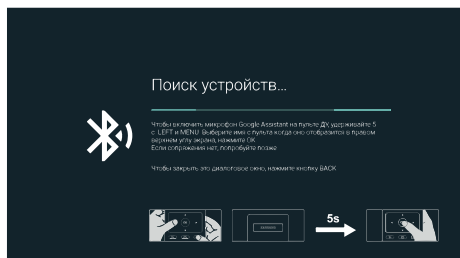 Поиск устройств...
Чтобы включить микрофон Google Assistant на пульте ДУ, удерживайте 5
с LEFT и MENU. Выберите имя с пульта когда оно отобразится в правом
верхнем углу экрана, нажмите OK
Если сопряжения нет, попробуйте позже
Чтобы закрыть это диалоговое окно, нажмите кнопку BACK
5s